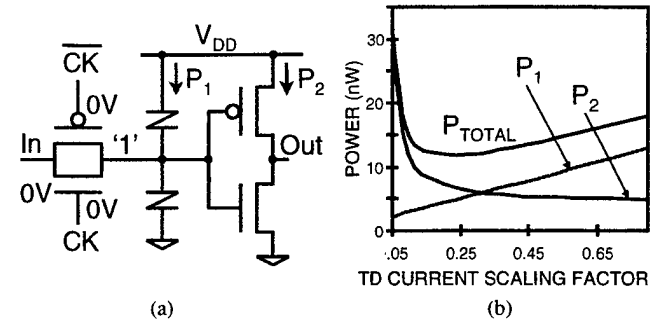 (a)
V_DD
CK
P₁
P₂
0V
In
'1'
Out
0V
0V
CK
(a)
POWER (nW)
30
20
10
0
P_TOTAL
P₁
P₂
.05
0.25
0.45
0.65
TD CURRENT SCALING FACTOR
(b)